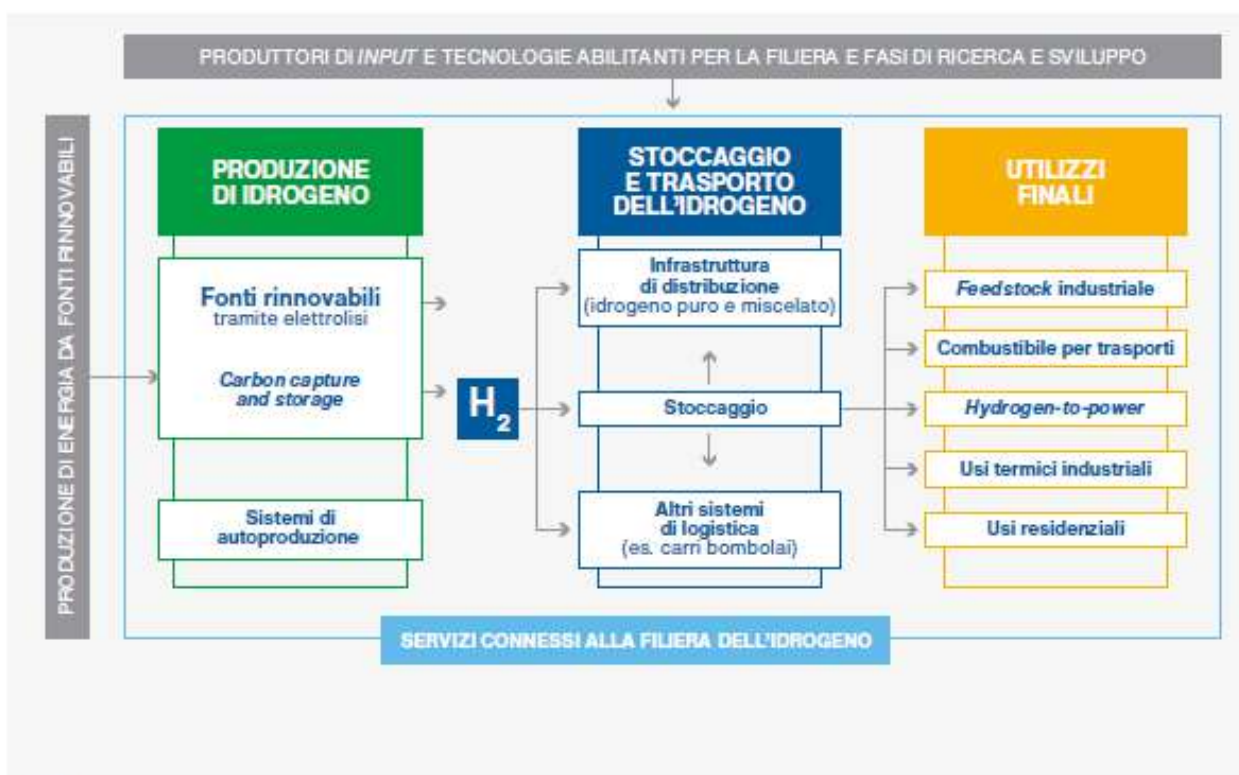 PRODUTTORI DI INPUT E TECNOLOGIE ABILITANTI PER LA FILIERA E FASI DI RICERCA E SVILUPPO
PRODUZIONE DI ENERGIA DA FONTI RINNOVABILI
PRODUZIONE
DI IDROGENO
Fonti rinnovabili
tramite elettrolisi
Carbon capture
and storage
Sistemi di
autoproduzione
H2
STOCCAGGIO
E TRASPORTO
DELL'IDROGENO
Infrastruttura
di distribuzione
(idrogeno puro e miscelato)
Stoccaggio
Altri sistemi
di logistica
(es. carri bombolai)
UTILIZZI
FINALI
Feedstock industriale
Combustibile per trasporti
Hydrogen-to-power
Usi termici industriali
Usi residenziali
SERVIZI CONNESSI ALLA FILIERA DELL'IDROGENO